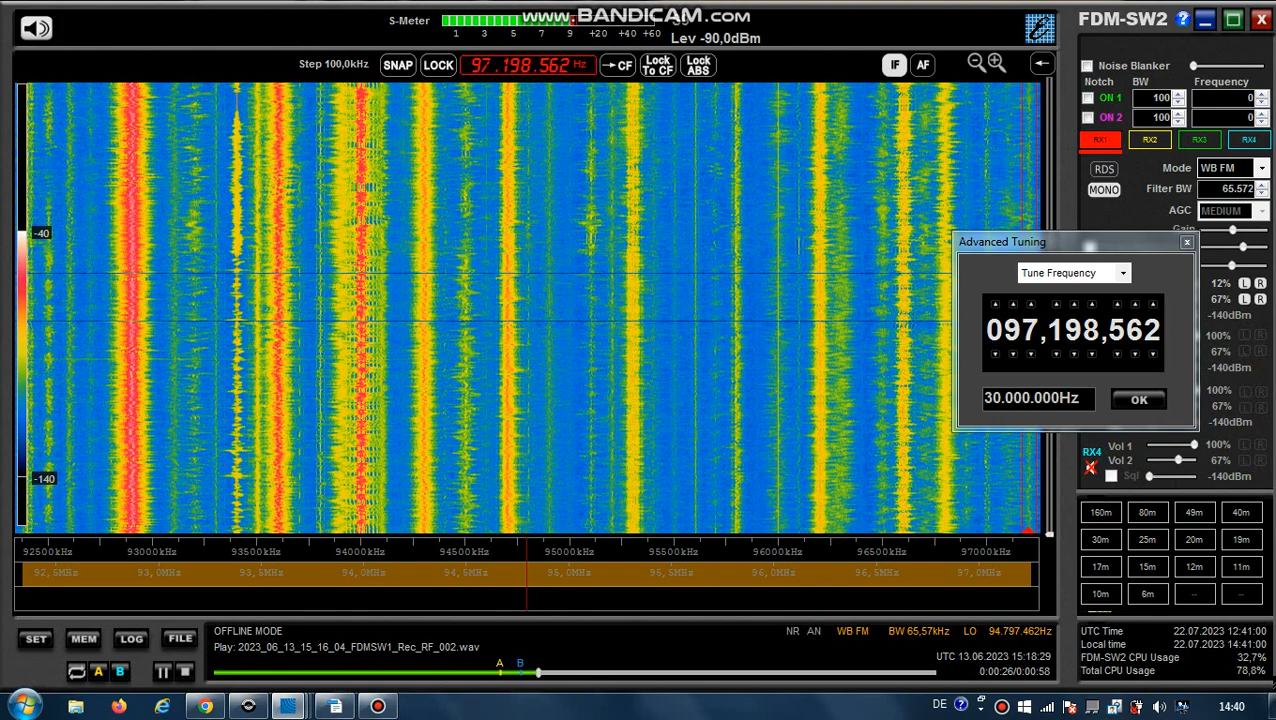 www.BANDICAM.com
S-Meter
1 3 5 7 9 +20 +40 +60
Lev -90,0dBm
FDM-SW2
Step 100,0kHz SNAP LOCK 97.198.562 Hz →CF Lock To CF Lock ABS IF AF
Noise Blanker
Notch BW Frequency
ON 1 100 0
ON 2 100 0
RX1 RX2 RX3 RX4
RDS Mode WB FM
MONO Filter BW 65.572
AGC MEDIUM
Gain
-40
-140
Advanced Tuning
Tune Frequency
097,198,562
30.000.000Hz OK
12% L R
67% L R
-140dBm
100% L R
67% L R
-140dBm
100% L R
67% L R
-140dBm
RX4 Vol 1 100% L R
Vol 2 67% L R
Sql -140dBm
92500kHz 93000kHz 93500kHz 94000kHz 94500kHz 95000kHz 95500kHz 96000kHz 96500kHz 97000kHz
92,5MHz 93,0MHz 93,5MHz 94,0MHz 94,5MHz 95,0MHz 95,5MHz 96,0MHz 96,5MHz 97,0MHz
160m 80m 49m 40m
30m 25m 20m 19m
17m 15m 12m 11m
10m 6m -- --
SET MEM LOG FILE
A B
OFFLINE MODE NR AN WB FM BW 65,57kHz LO 94.797.462Hz
Play: 2023_06_13_15_16_04_FDMSW1_Rec_RF_002.wav
UTC 13.06.2023 15:18:29
A B
0:00:26/0:00:58
UTC Time 22.07.2023 12:41:00
Local time 22.07.2023 14:41:00
FDM-SW2 CPU Usage 32,7%
Total CPU Usage 78,8%
DE 14:40